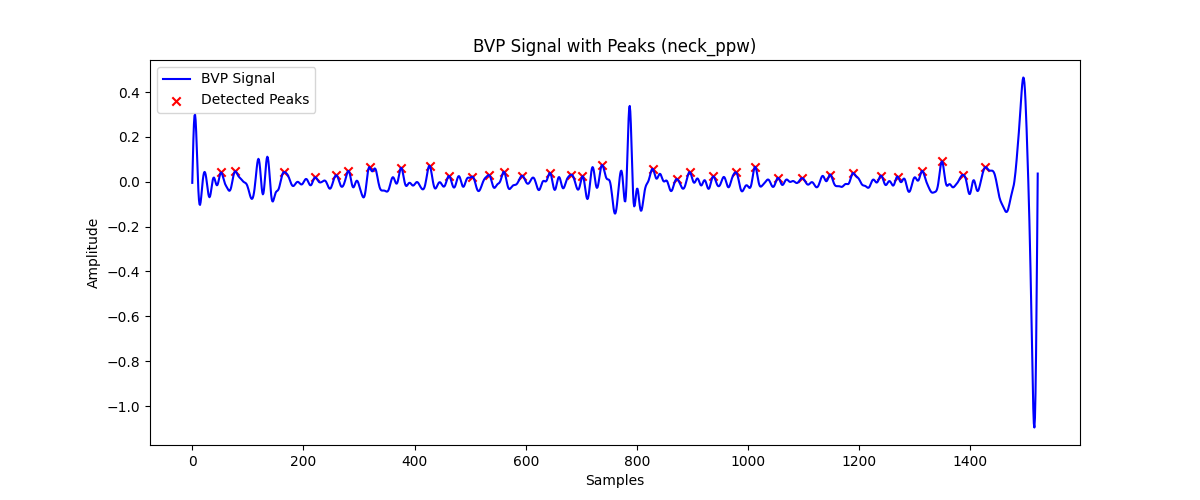 BVP Signal with Peaks (neck_ppw)
BVP Signal
Detected Peaks
Amplitude
0.4
0.2
0.0
−0.2
−0.4
−0.6
−0.8
−1.0
0 200 400 600 800 1000 1200 1400
Samples